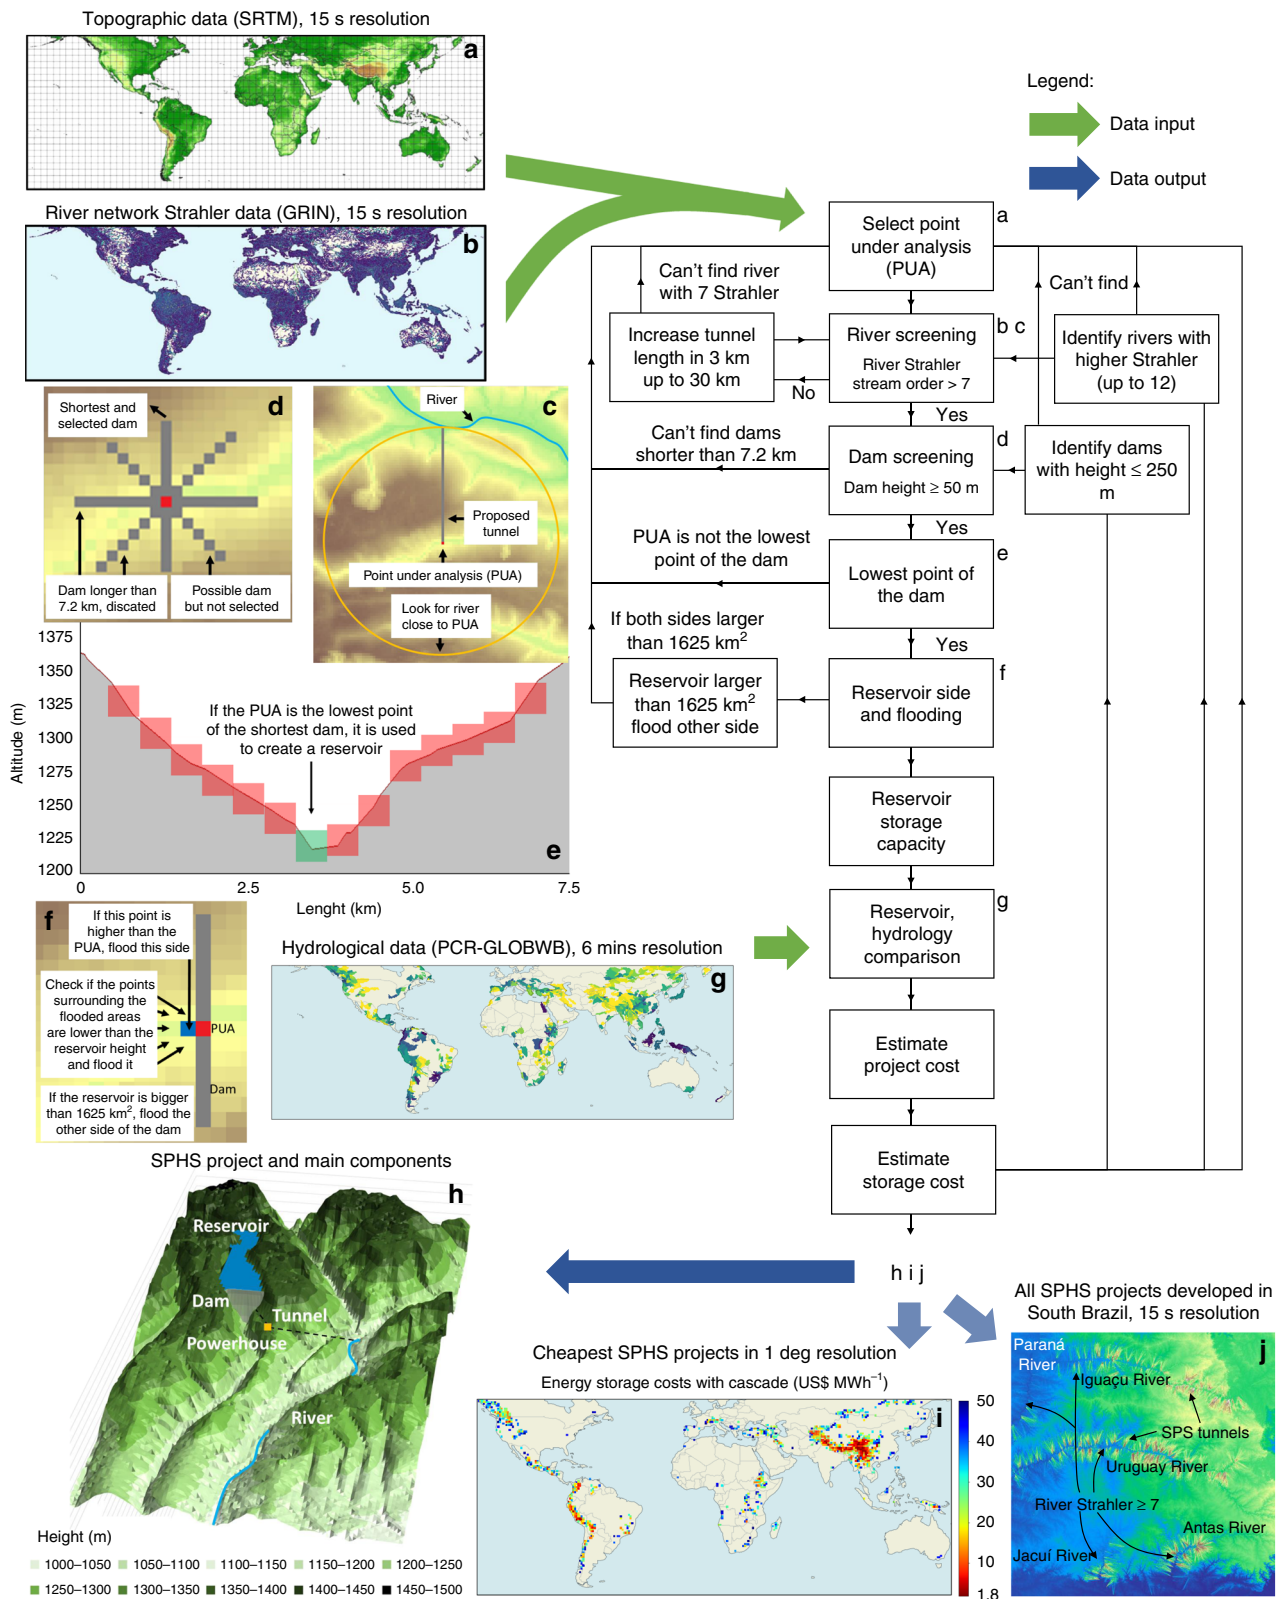 Topographic data (SRTM), 15 s resolution
a
River network Strahler data (GRIN), 15 s resolution
b
Legend:
Data input
Data output
Select point
under analysis
(PUA)
a
Can't find river
with 7 Strahler
Can't find
Increase tunnel
length in 3 km
up to 30 km
No
River screening
River Strahler
stream order > 7
b c
Identify rivers with
higher Strahler
(up to 12)
Yes
Can't find dams
shorter than 7.2 km
Dam screening
Dam height ≥ 50 m
d
Identify dams
with height ≤ 250
m
Yes
PUA is not the lowest
point of the dam
Lowest point of
the dam
e
Yes
If both sides larger
than 1625 km²
Reservoir larger
than 1625 km²
flood other side
Reservoir side
and flooding
f
Reservoir
storage
capacity
Reservoir,
hydrology
comparison
g
Estimate
project cost
Estimate
storage cost
h i j
d
Shortest and
selected dam
Dam longer than
7.2 km, discated
Possible dam
but not selected
c
River
Proposed
tunnel
Point under analysis (PUA)
Look for river
close to PUA
1375
1350
1325
1300
1275
1250
1225
1200
Altitude (m)
If the PUA is the lowest point
of the shortest dam, it is used
to create a reservoir
e
0
2.5
5.0
7.5
Lenght (km)
f
If this point is
higher than the
PUA, flood this side
Check if the points
surrounding the
flooded areas
are lower than the
reservoir height
and flood it
PUA
Dam
If the reservoir is bigger
than 1625 km², flood the
other side of the dam
Hydrological data (PCR-GLOBWB), 6 mins resolution
g
SPHS project and main components
h
Reservoir
Dam
Tunnel
Powerhouse
River
Height (m)
1000–1050
1050–1100
1100–1150
1150–1200
1200–1250
1250–1300
1300–1350
1350–1400
1400–1450
1450–1500
Cheapest SPHS projects in 1 deg resolution
Energy storage costs with cascade (US$ MWh⁻¹)
i
50
40
30
20
10
1.8
All SPHS projects developed in
South Brazil, 15 s resolution
j
Paraná
River
Iguaçu River
SPS tunnels
Uruguay River
River Strahler ≥ 7
Antas River
Jacuí River